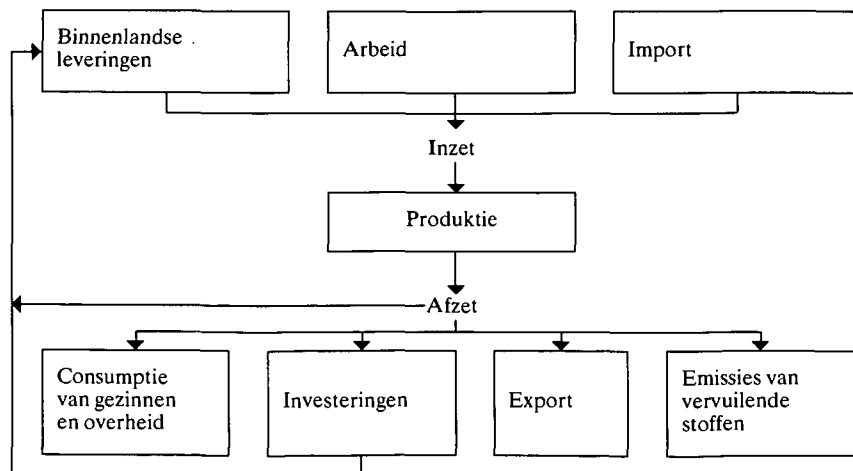 Binnenlandse
leveringen
Arbeid
Import
Inzet
Produktie
Afzet
Consumptie
van gezinnen
en overheid
Investeringen
Export
Emissies van
vervuilende
stoffen